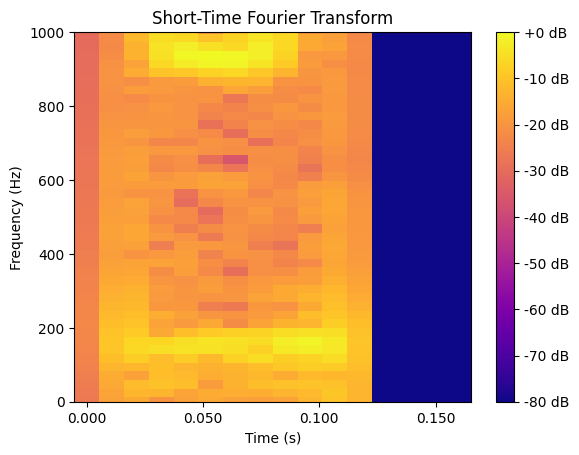 Short-Time Fourier Transform
1000
800
600
400
200
0
Frequency (Hz)
0.000
0.050
0.100
0.150
Time (s)
+0 dB
-10 dB
-20 dB
-30 dB
-40 dB
-50 dB
-60 dB
-70 dB
-80 dB